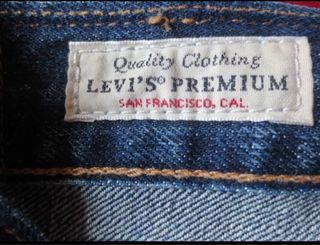 Quality Clothing
LEVI'S® PREMIUM
SAN FRANCISCO, CAL.